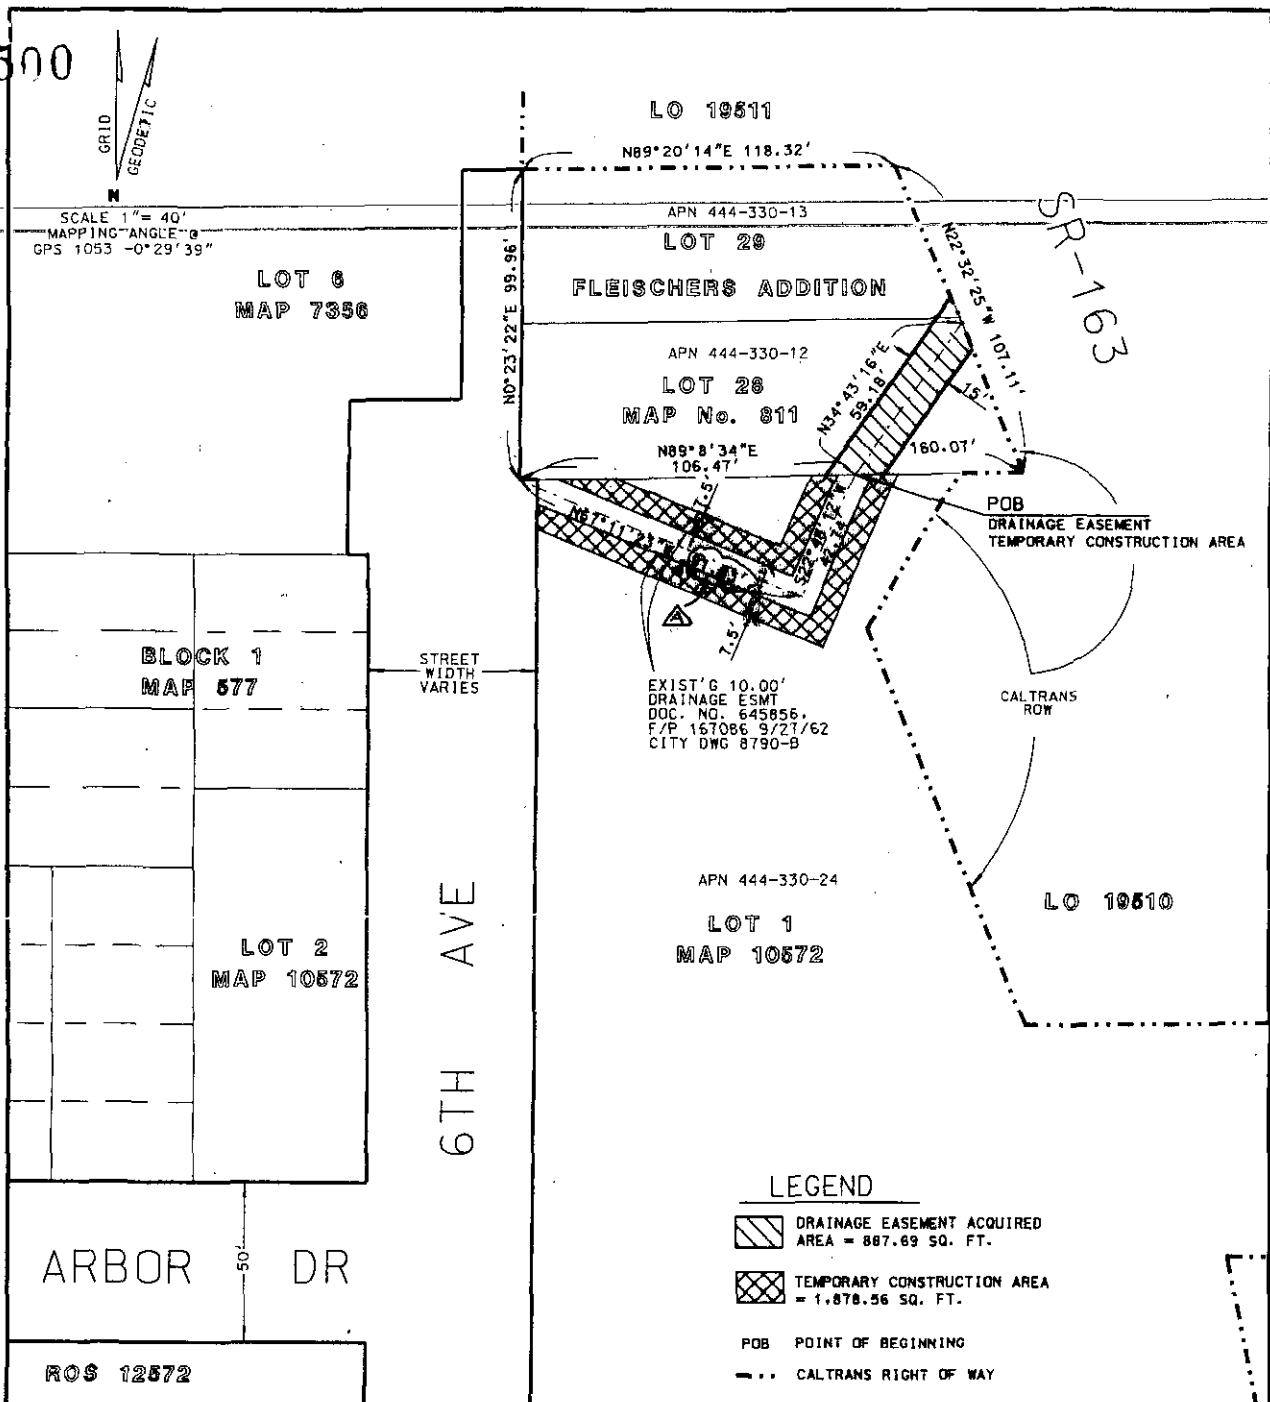 500
GRID
GEODETIC
N
SCALE 1"= 40'
MAPPING ANGLE @
GPS 1053 -0°29'39"
LO 19511
N89°20'14"E 118.32'
APN 444-330-13
LOT 29
FLEISCHERS ADDITION
SR-163
N22°32'25"W 107.11'
LOT 6
MAP 7356
N0°23'22"E 99.96'
APN 444-330-12
LOT 28
MAP No. 811
N34°43'16"E
59.18'
15'
N89°8'34"E
106.47'
160.07'
POB
DRAINAGE EASEMENT
TEMPORARY CONSTRUCTION AREA
7.5'
N67°11'23"W
7.5'
A
EXIST'G 10.00'
DRAINAGE ESMT
DOC. NO. 645856,
F/P 167086 9/27/62
CITY DWG 8790-B
BLOCK 1
MAP 577
STREET
WIDTH
VARIES
CALTRANS
ROW
APN 444-330-24
LOT 1
MAP 10572
LO 19510
LOT 2
MAP 10572
6TH AVE
ARBOR DR
50'
ROS 12572
LEGEND
DRAINAGE EASEMENT ACQUIRED
AREA = 887.69 SQ. FT.
TEMPORARY CONSTRUCTION AREA
= 1,878.56 SQ. FT.
POB POINT OF BEGINNING
CALTRANS RIGHT OF WAY